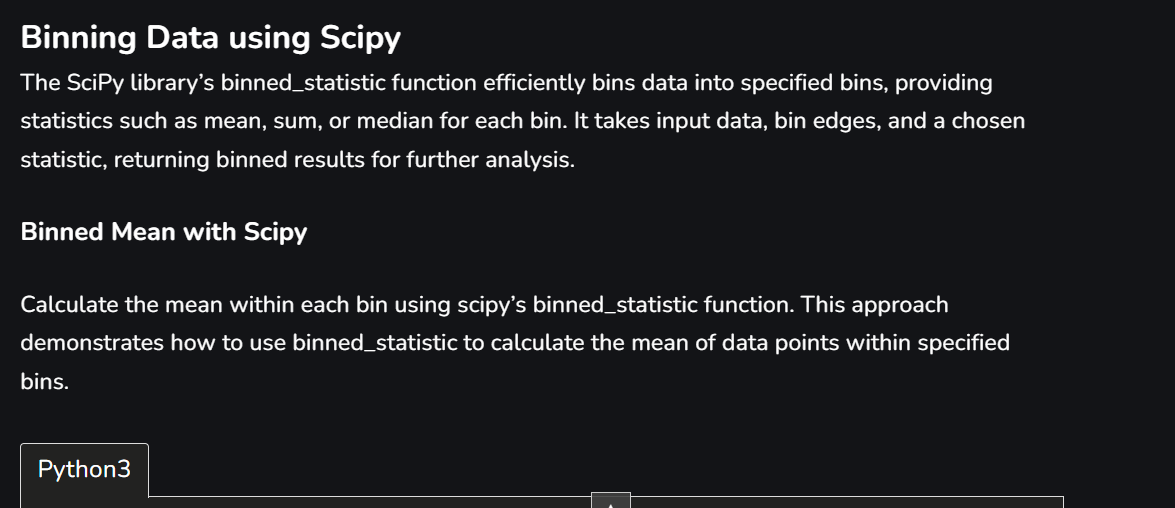 Binning Data using Scipy
The SciPy library’s binned_statistic function efficiently bins data into specified bins, providing
statistics such as mean, sum, or median for each bin. It takes input data, bin edges, and a chosen
statistic, returning binned results for further analysis.
Binned Mean with Scipy
Calculate the mean within each bin using scipy’s binned_statistic function. This approach
demonstrates how to use binned_statistic to calculate the mean of data points within specified
bins.
Python3